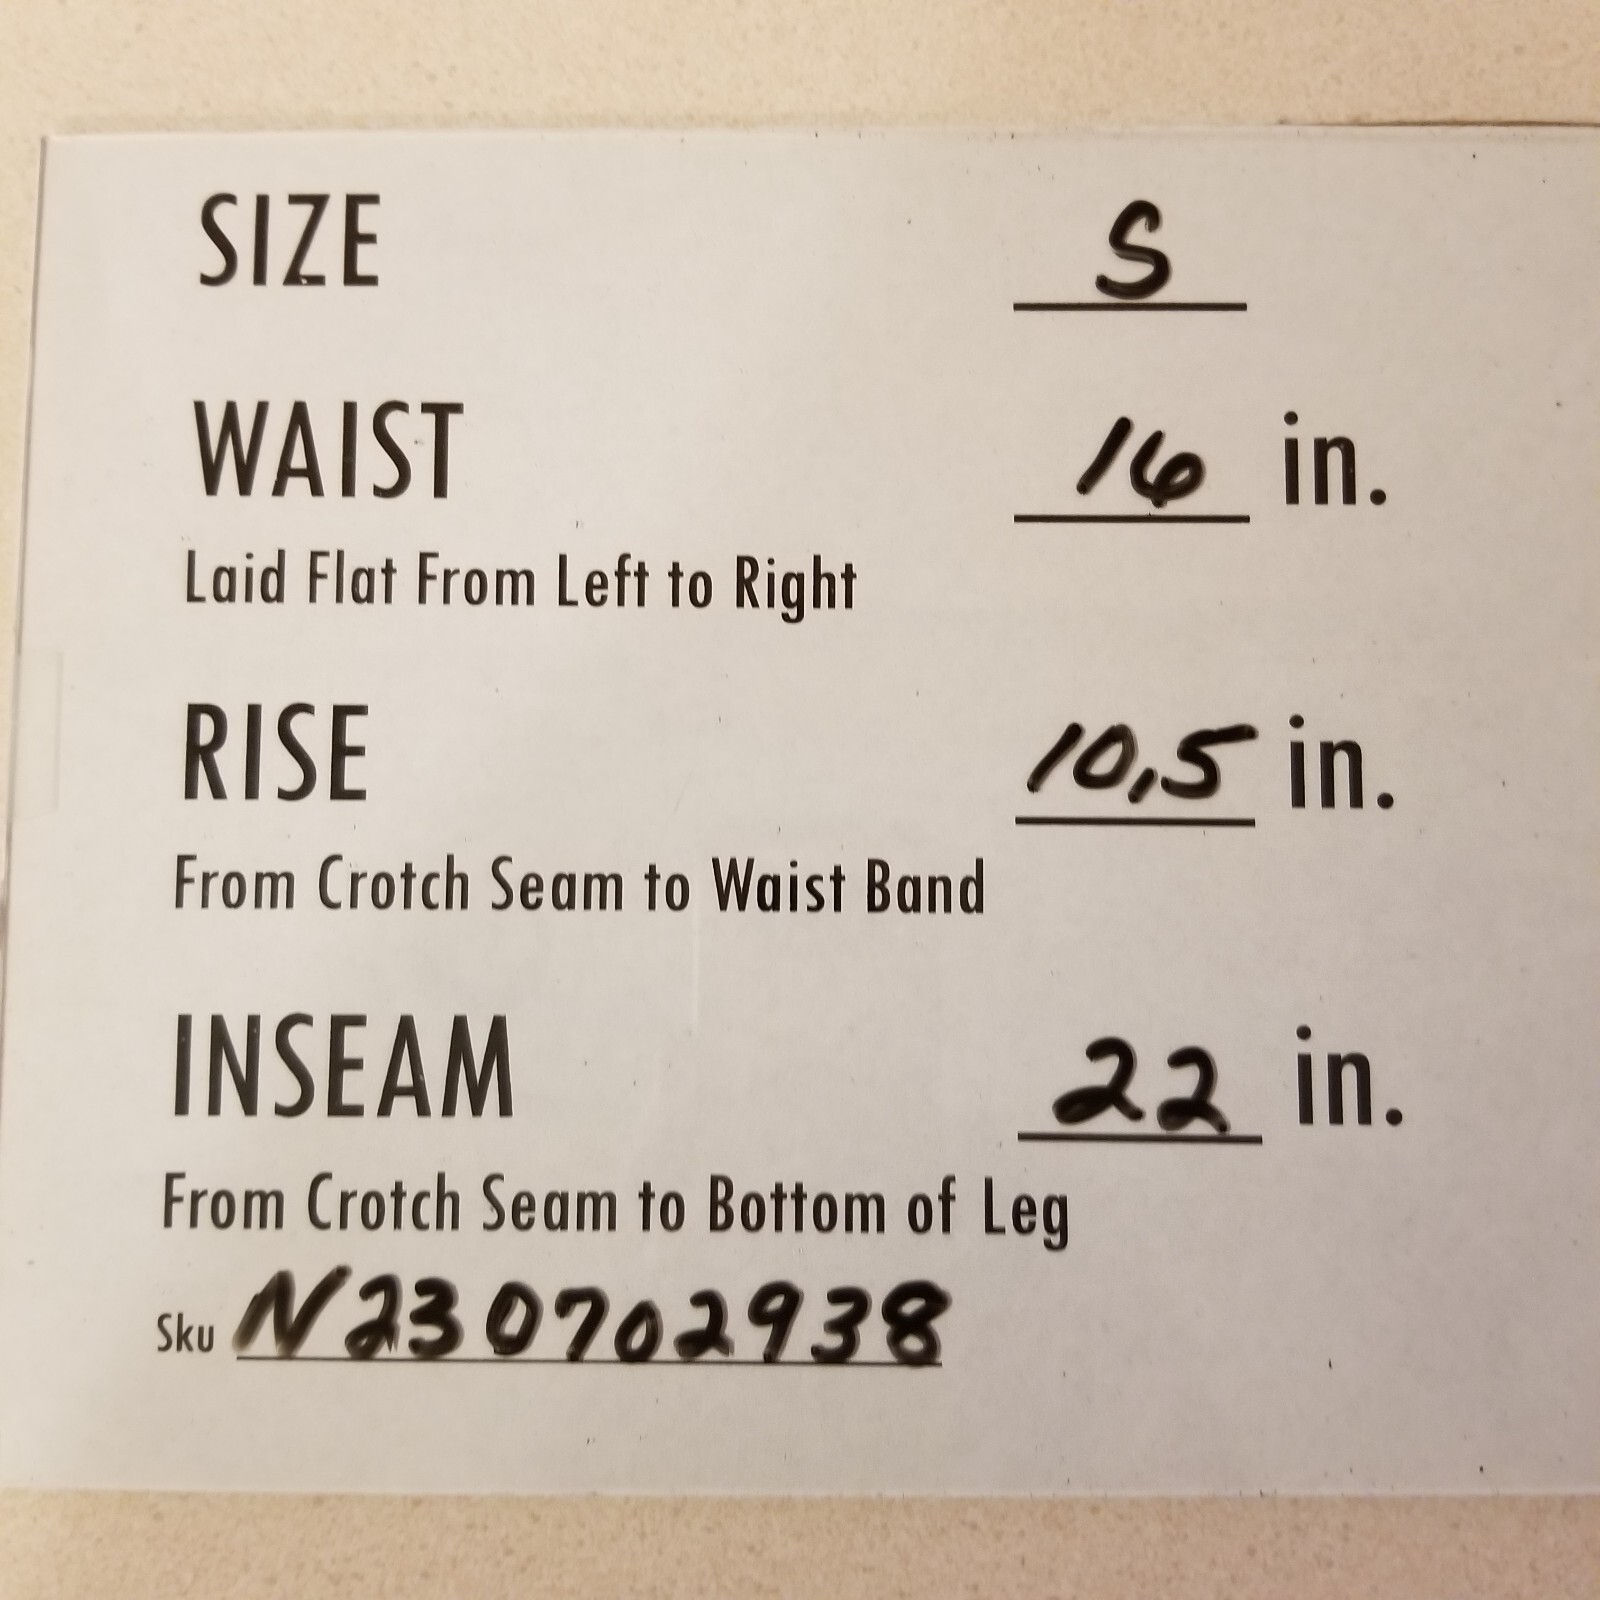 SIZE S
WAIST 16 in.
Laid Flat From Left to Right
RISE 10,5 in.
From Crotch Seam to Waist Band
INSEAM 22 in.
From Crotch Seam to Bottom of Leg
Sku N230702938